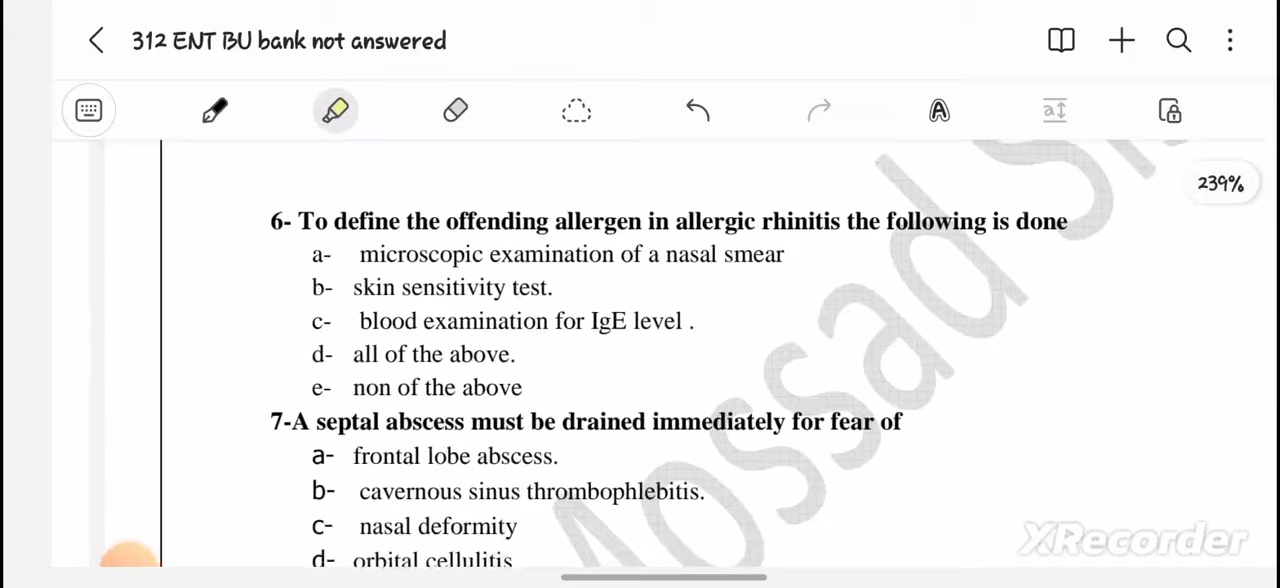 312 ENT BU bank not answered
239%
6- To define the offending allergen in allergic rhinitis the following is done
a- microscopic examination of a nasal smear
b- skin sensitivity test.
c- blood examination for IgE level .
d- all of the above.
e- non of the above
7-A septal abscess must be drained immediately for fear of
a- frontal lobe abscess.
b- cavernous sinus thrombophlebitis.
c- nasal deformity
d- orbital cellulitis
Mossad
XRecorder